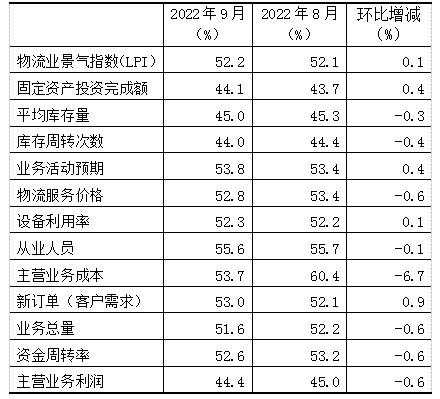 2022年9月 2022年8月 环比增减
（%） （%） （%）
物流业景气指数(LPI) 52.2 52.1 0.1
固定资产投资完成额 44.1 43.7 0.4
平均库存量 45.0 45.3 -0.3
库存周转次数 44.0 44.4 -0.4
业务活动预期 53.8 53.4 0.4
物流服务价格 52.8 53.4 -0.6
设备利用率 52.3 52.2 0.1
从业人员 55.6 55.7 -0.1
主营业务成本 53.7 60.4 -6.7
新订单（客户需求） 53.0 52.1 0.9
业务总量 51.6 52.2 -0.6
资金周转率 52.6 53.2 -0.6
主营业务利润 44.4 45.0 -0.6